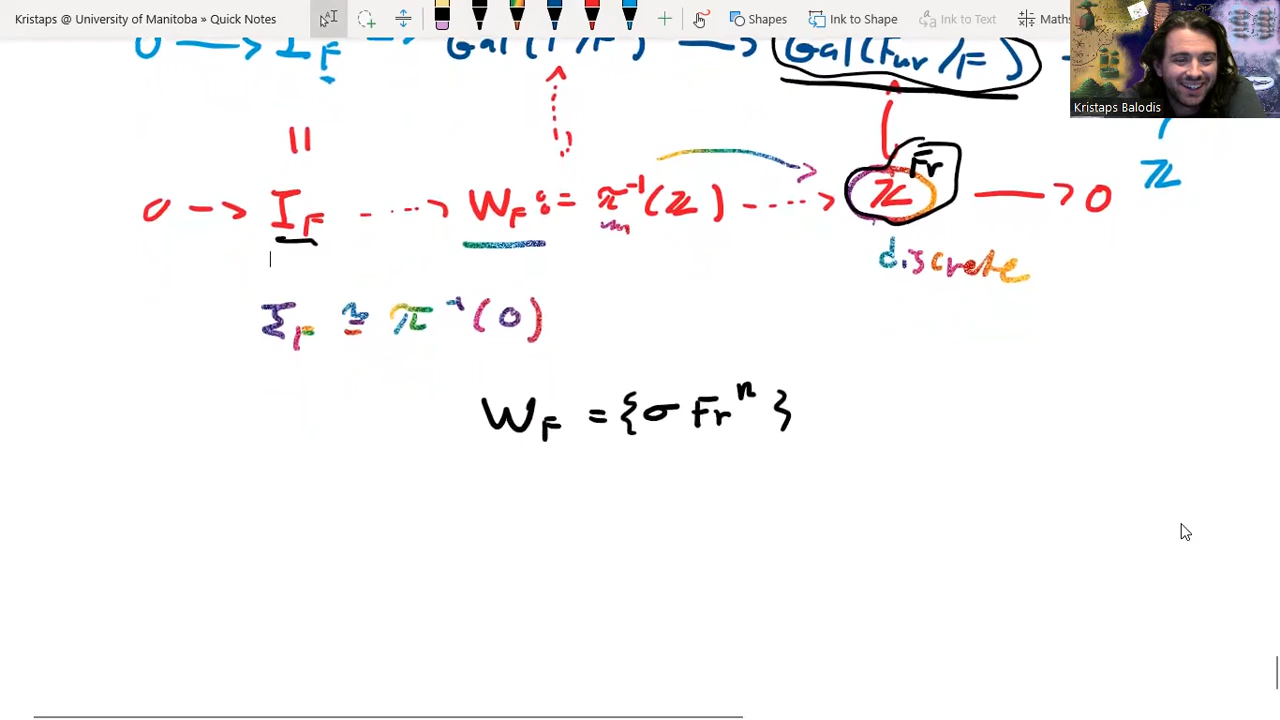 Kristaps @ University of Manitoba » Quick Notes
Shapes Ink to Shape Ink to Text Maths
Kristaps Balodis
0 → I_F → Gal( /F) → Gal(F_ur/F)
ℤ
= ?
Fr
0 → I_F ⇢ W_F := π⁻¹(ℤ) ⇢ ℤ → 0
discrete
I_F ≅ π⁻¹(0)
W_F = {σ Fr^n}